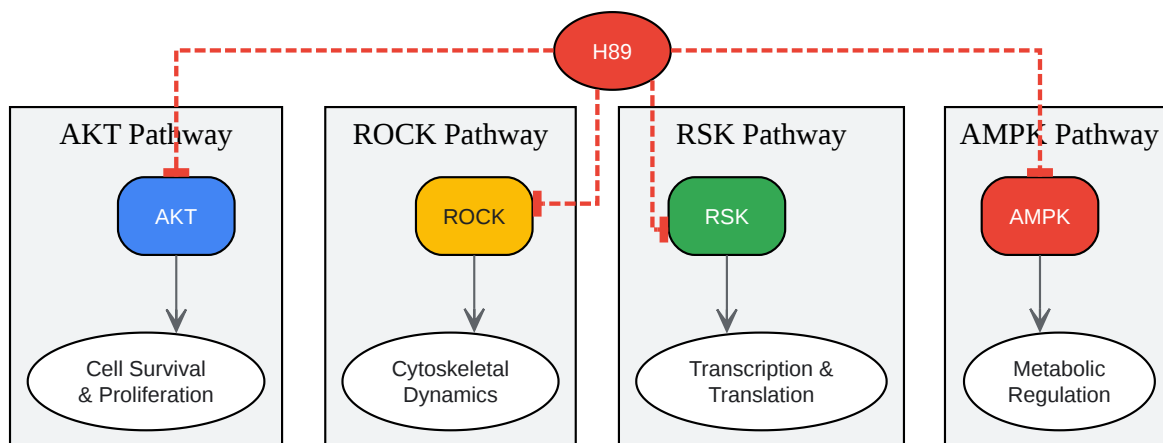 H89
AKT Pathway
ROCK Pathway
RSK Pathway
AMPK Pathway
AKT
ROCK
RSK
AMPK
Cell Survival
& Proliferation
Cytoskeletal
Dynamics
Transcription &
Translation
Metabolic
Regulation